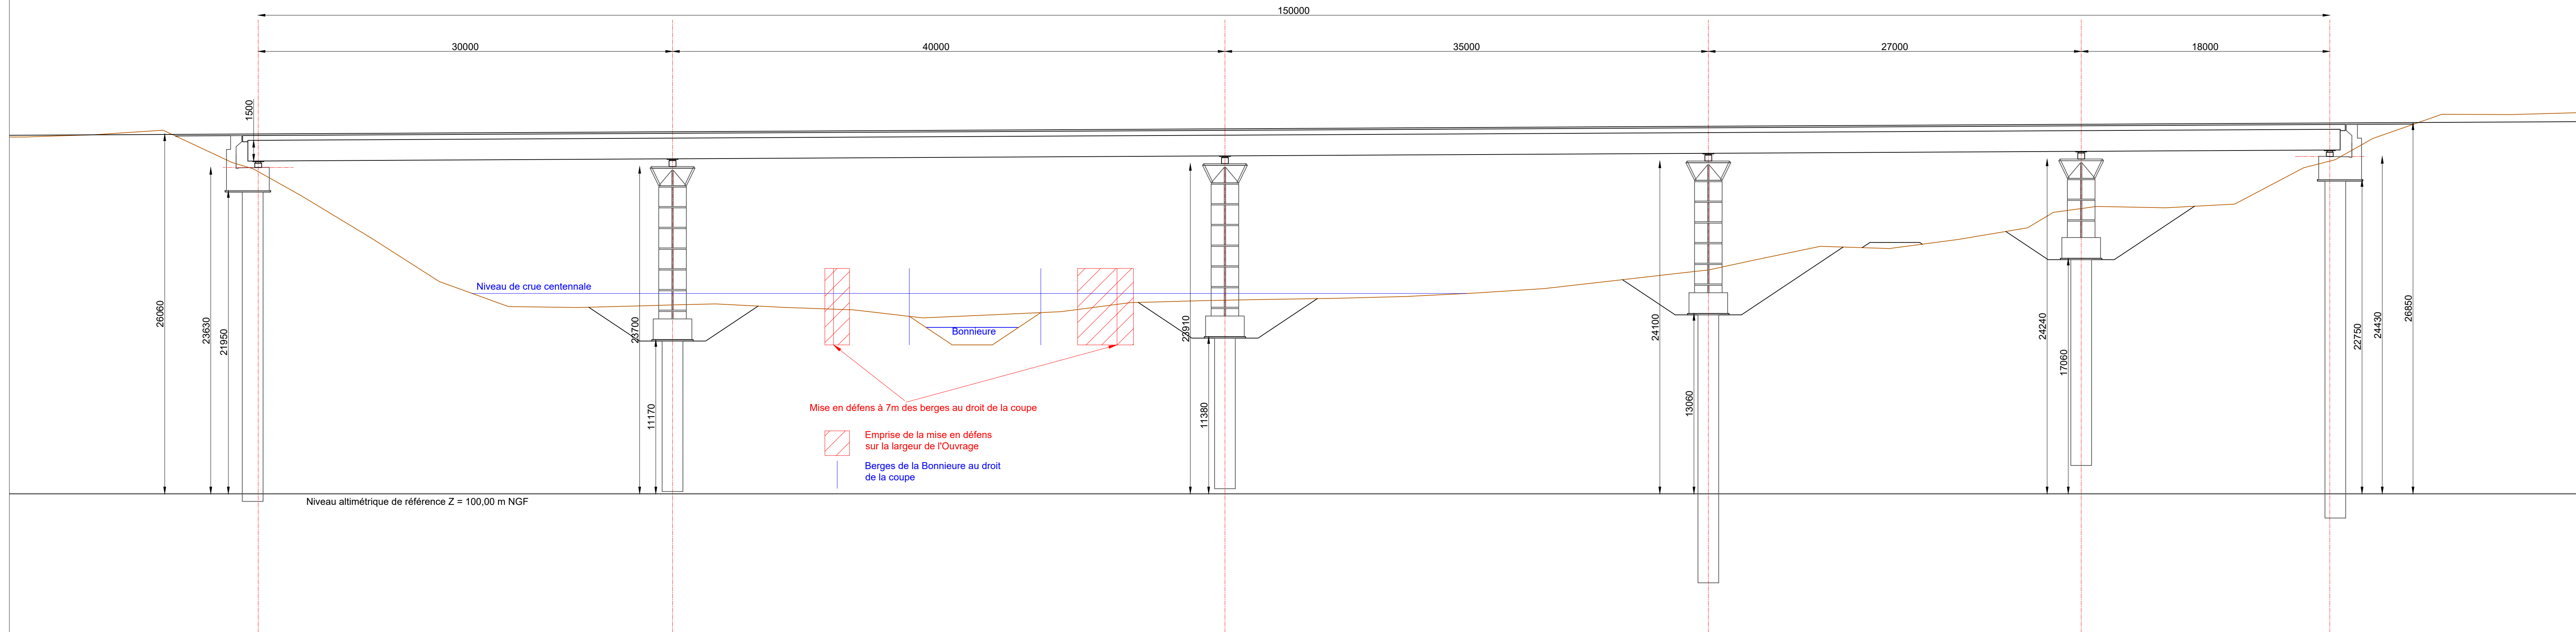 150000
30000
40000
35000
27000
18000
1500
Niveau de crue centennale
Bonnieure
26060
23630
21950
23700
11170
23910
11380
24100
13060
24240
17060
22750
24430
26850
Mise en défens à 7m des berges au droit de la coupe
Emprise de la mise en défens
sur la largeur de l'Ouvrage
Berges de la Bonnieure au droit
de la coupe
Niveau altimétrique de référence Z = 100,00 m NGF